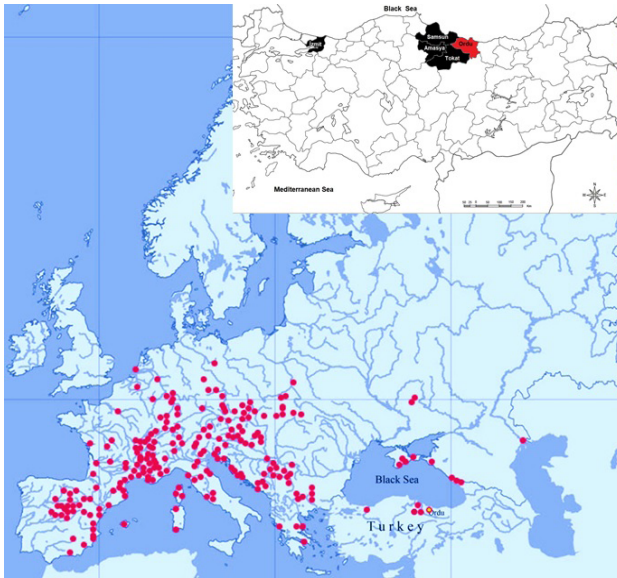 Black Sea
Izmit
Samsun
Ordu
Amasya
Tokat
Mediterranean Sea
Black Sea
Ordu
Turkey